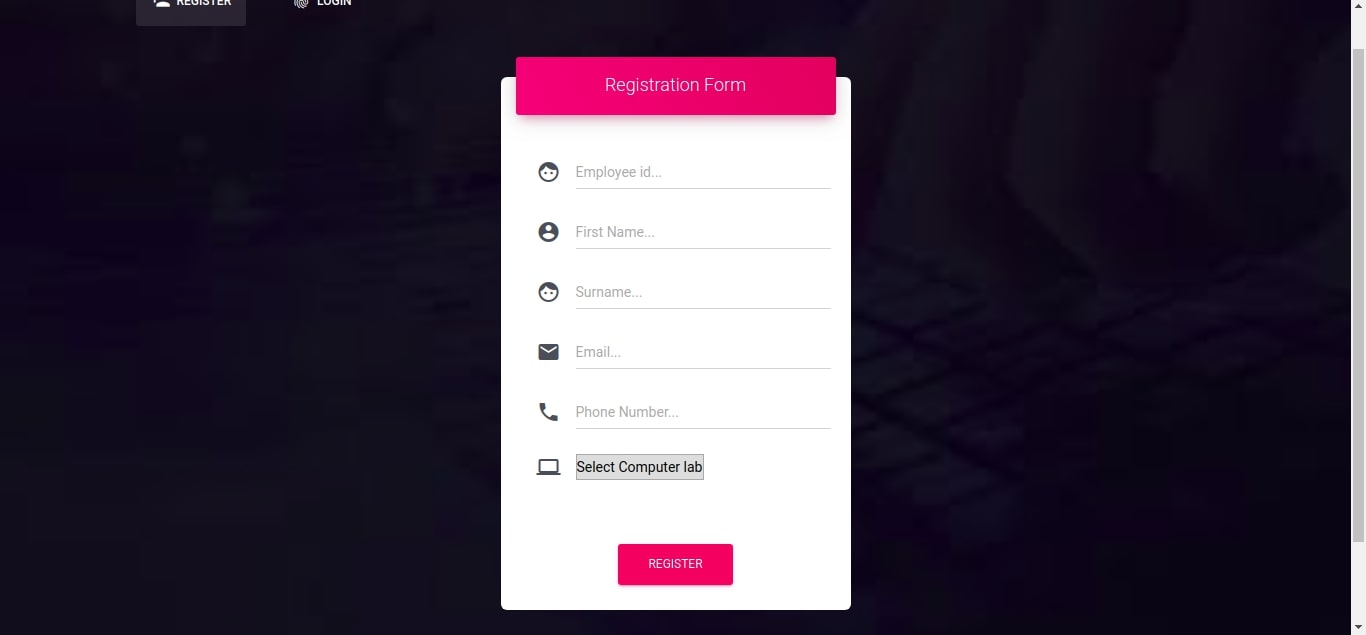 REGISTER
LOGIN
Registration Form
Employee id...
First Name...
Surname...
Email...
Phone Number...
Select Computer lab
REGISTER